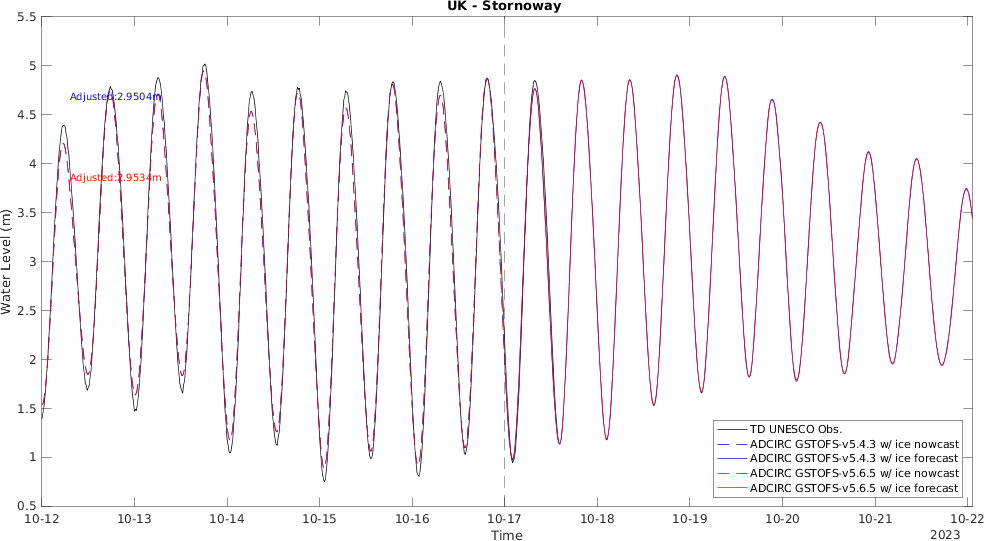 UK - Stornoway
5.5
5
4.5
4
3.5
3
2.5
2
1.5
1
0.5
Water Level (m)
Adjusted:2.9504m
Adjusted:2.9534m
TD UNESCO Obs.
ADCIRC GSTOFS-v5.4.3 w/ ice nowcast
ADCIRC GSTOFS-v5.4.3 w/ ice forecast
ADCIRC GSTOFS-v5.6.5 w/ ice nowcast
ADCIRC GSTOFS-v5.6.5 w/ ice forecast
10-12 10-13 10-14 10-15 10-16 10-17 10-18 10-19 10-20 10-21 10-22
Time
2023